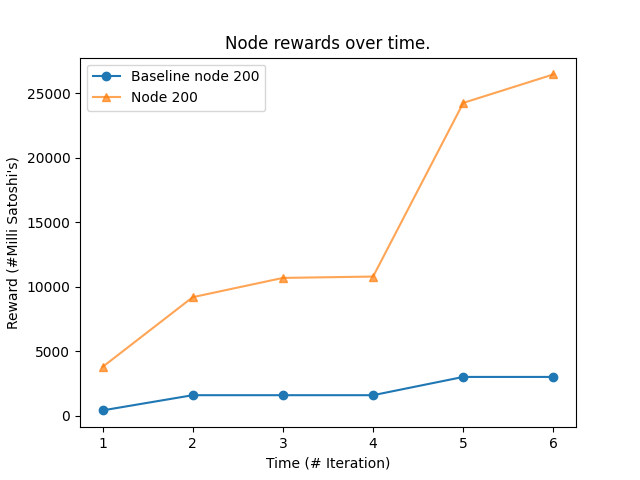 Node rewards over time.
Baseline node 200
Node 200
Reward (#Milli Satoshi's)
25000
20000
15000
10000
5000
0
1 2 3 4 5 6
Time (# Iteration)